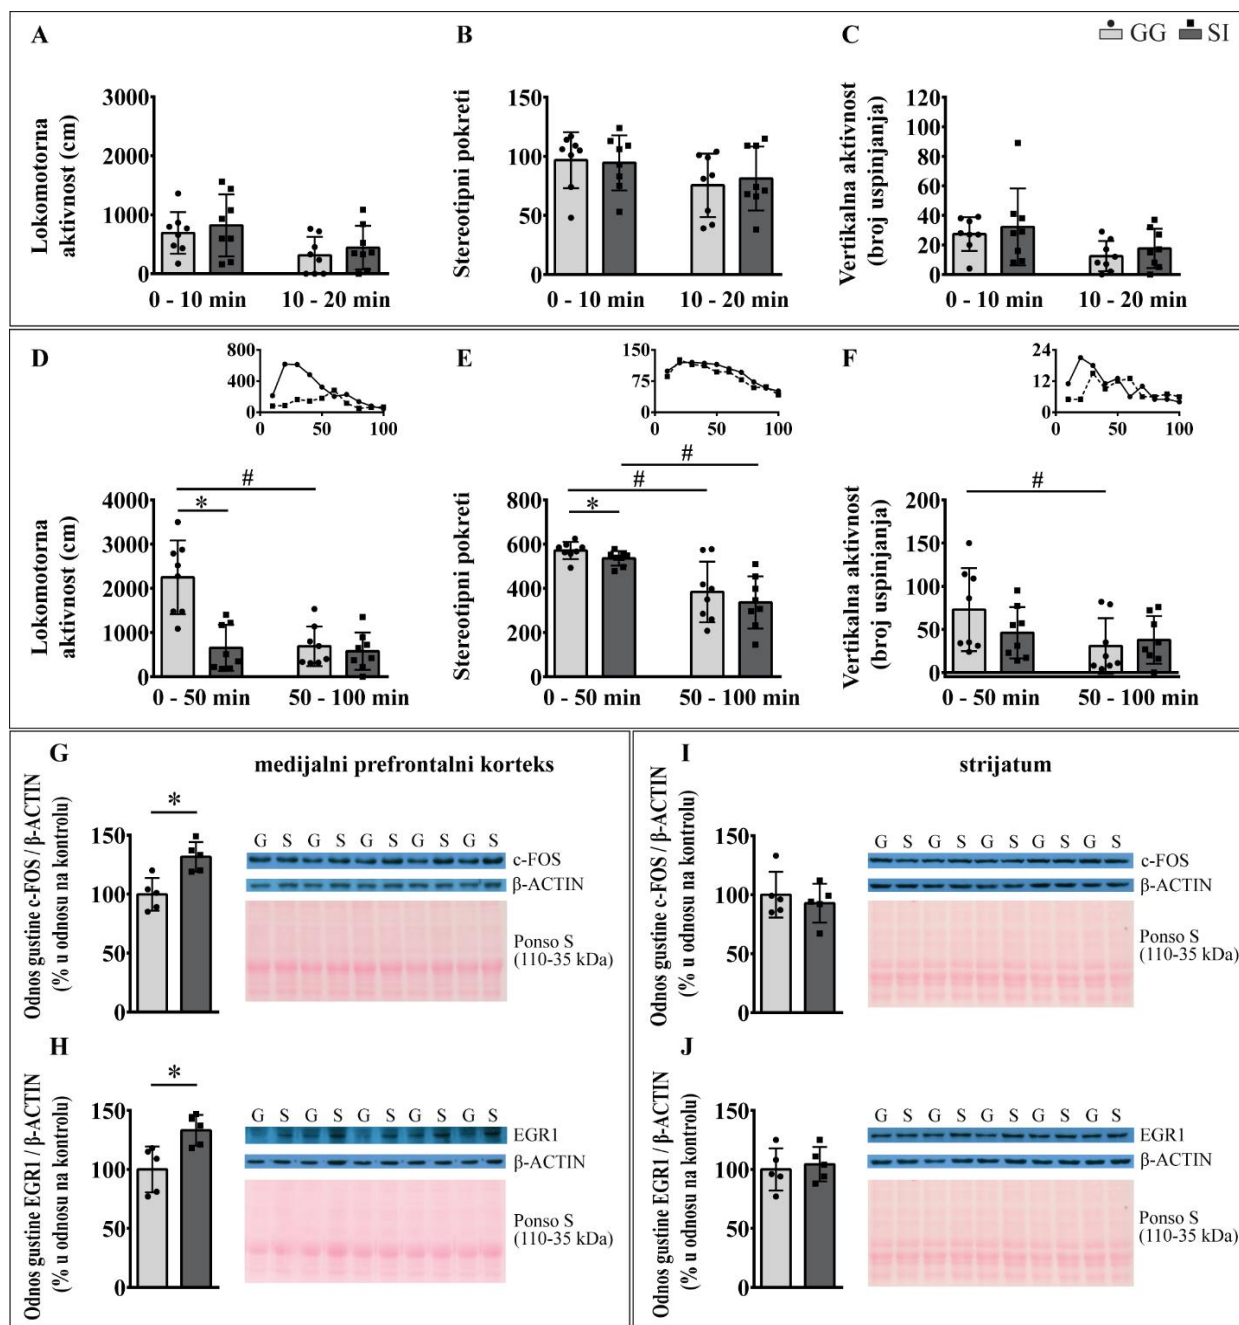 A
B
C
GG
SI
Lokomotorna
aktivnost (cm)
3000
2000
1000
0
0 - 10 min
10 - 20 min
Stereotipni pokreti
150
100
50
0
0 - 10 min
10 - 20 min
Vertikalna aktivnost
(broj uspinjanja)
120
100
80
60
40
20
0
0 - 10 min
10 - 20 min
D
800
400
0
0
50
100
#
*
Lokomotorna
aktivnost (cm)
4000
3000
2000
1000
0
0 - 50 min
50 - 100 min
E
150
75
0
0
50
100
#
#
*
Stereotipni pokreti
800
600
400
200
0
0 - 50 min
50 - 100 min
F
24
12
0
0
50
100
#
Vertikalna aktivnost
(broj uspinjanja)
200
150
100
50
0
0 - 50 min
50 - 100 min
G
medijalni prefrontalni korteks
Odnos gustine c-FOS / β-ACTIN
(% u odnosu na kontrolu)
150
100
50
0
*
G S G S G S G S G S
c-FOS
β-ACTIN
Ponso S
(110-35 kDa)
H
Odnos gustine EGR1 / β-ACTIN
(% u odnosu na kontrolu)
150
100
50
0
*
G S G S G S G S G S
EGR1
β-ACTIN
Ponso S
(110-35 kDa)
I
strijatum
Odnos gustine c-FOS / β-ACTIN
(% u odnosu na kontrolu)
150
100
50
0
G S G S G S G S G S
c-FOS
β-ACTIN
Ponso S
(110-35 kDa)
J
Odnos gustine EGR1 / β-ACTIN
(% u odnosu na kontrolu)
150
100
50
0
G S G S G S G S G S
EGR1
β-ACTIN
Ponso S
(110-35 kDa)